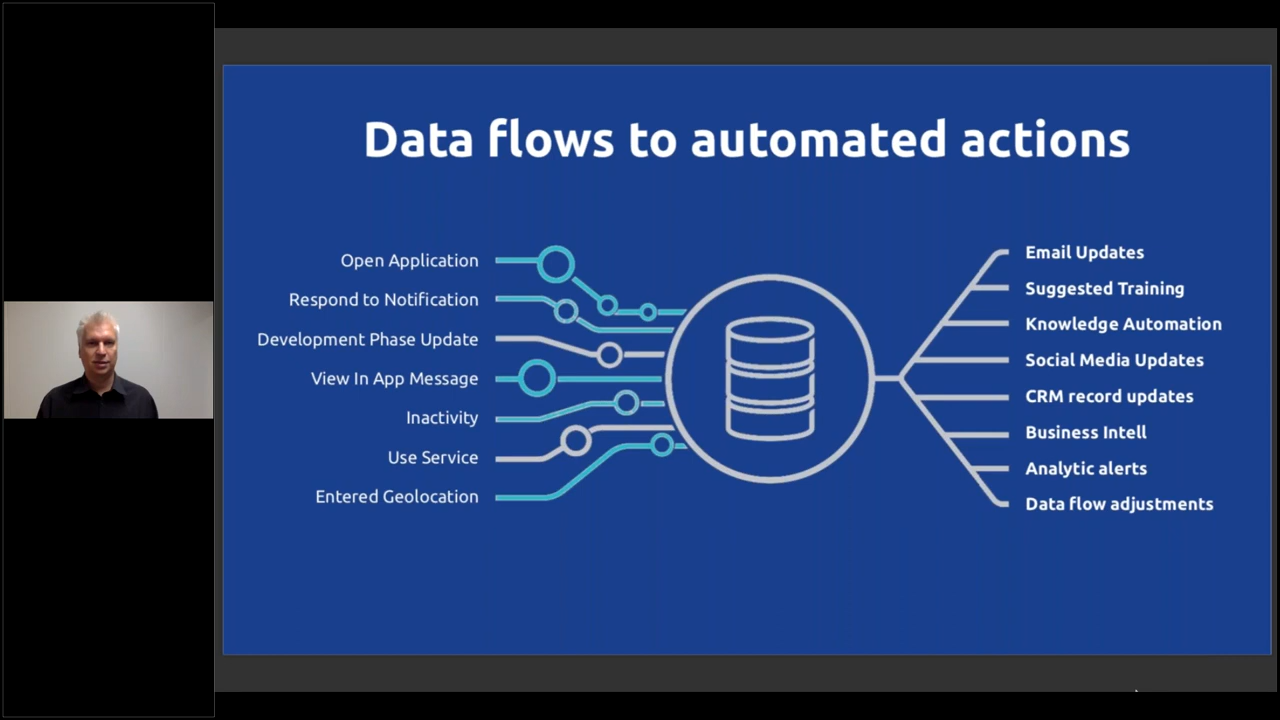 Data flows to automated actions
Open Application
Respond to Notification
Development Phase Update
View In App Message
Inactivity
Use Service
Entered Geolocation
Email Updates
Suggested Training
Knowledge Automation
Social Media Updates
CRM record updates
Business Intell
Analytic alerts
Data flow adjustments